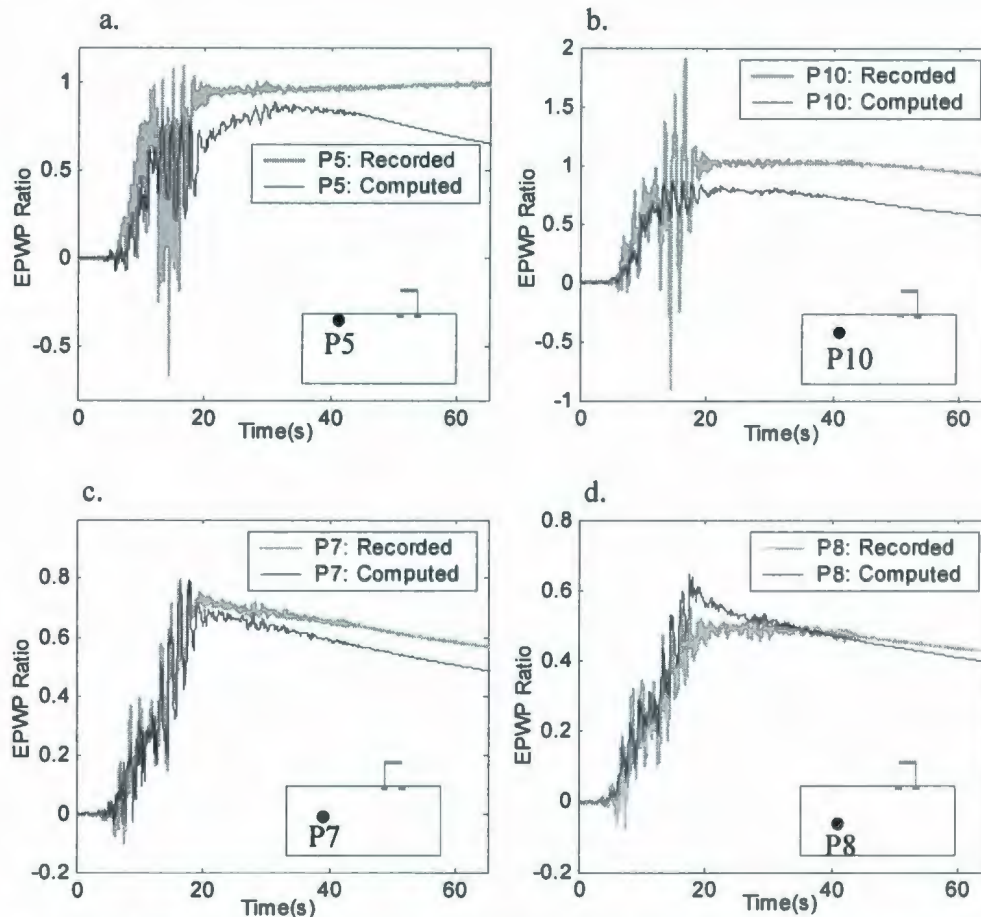 a.
1
0.5
0
-0.5
EPWP Ratio
P5: Recorded
P5: Computed
P5
0
20
40
60
Time(s)
b.
2
1.5
1
0.5
0
-0.5
-1
EPWP Ratio
P10: Recorded
P10: Computed
P10
0
20
40
60
Time(s)
c.
0.8
0.6
0.4
0.2
0
-0.2
EPWP Ratio
P7: Recorded
P7: Computed
P7
0
20
40
60
Time(s)
d.
0.8
0.6
0.4
0.2
0
-0.2
EPWP Ratio
P8: Recorded
P8: Computed
P8
0
20
40
60
Time(s)